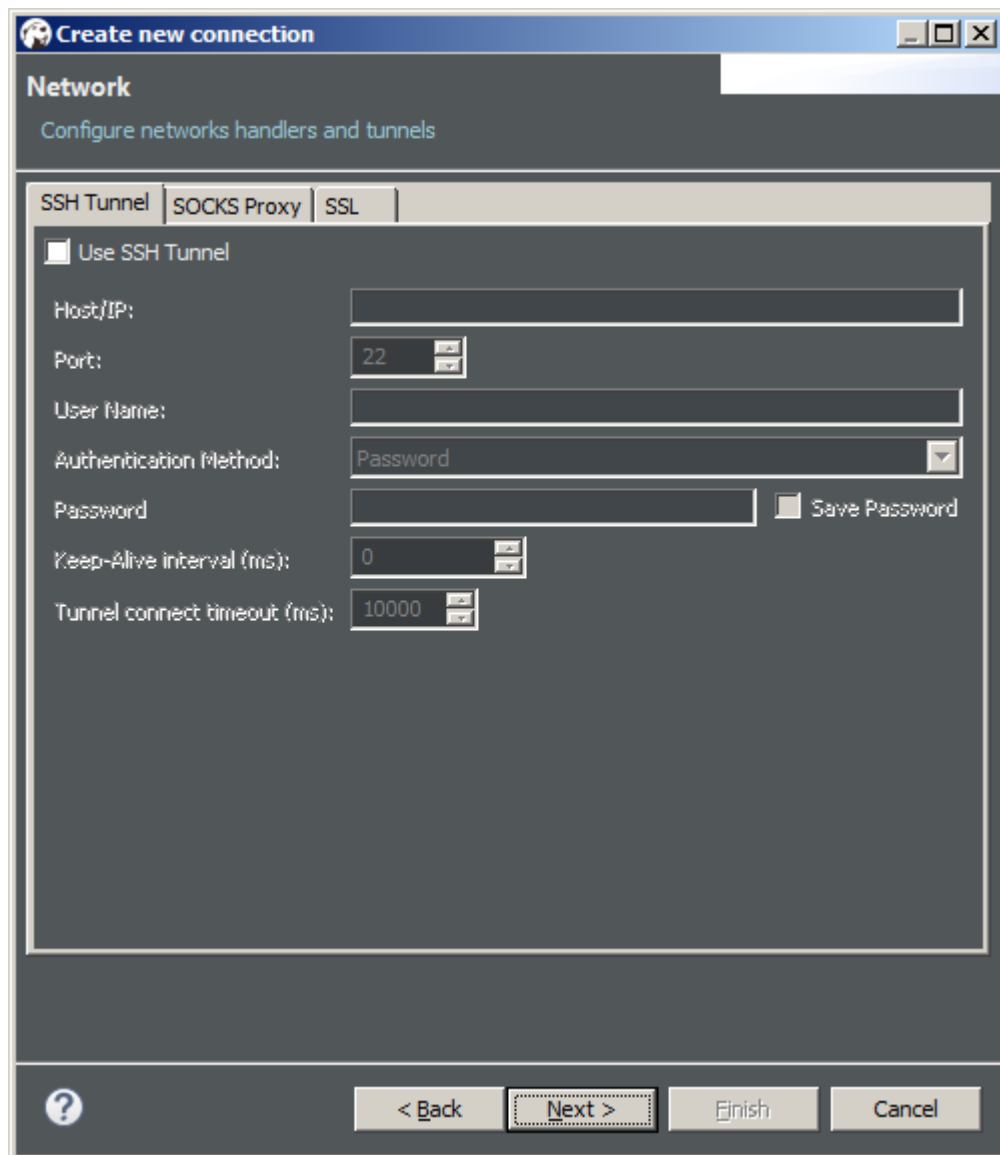 Create new connection
Network
Configure networks handlers and tunnels
SSH Tunnel SOCKS Proxy SSL
Use SSH Tunnel
Host/IP:
Port: 22
User Name:
Authentication Method: Password
Password Save Password
Keep-Alive interval (ms): 0
Tunnel connect timeout (ms): 10000
? < Back Next > Finish Cancel